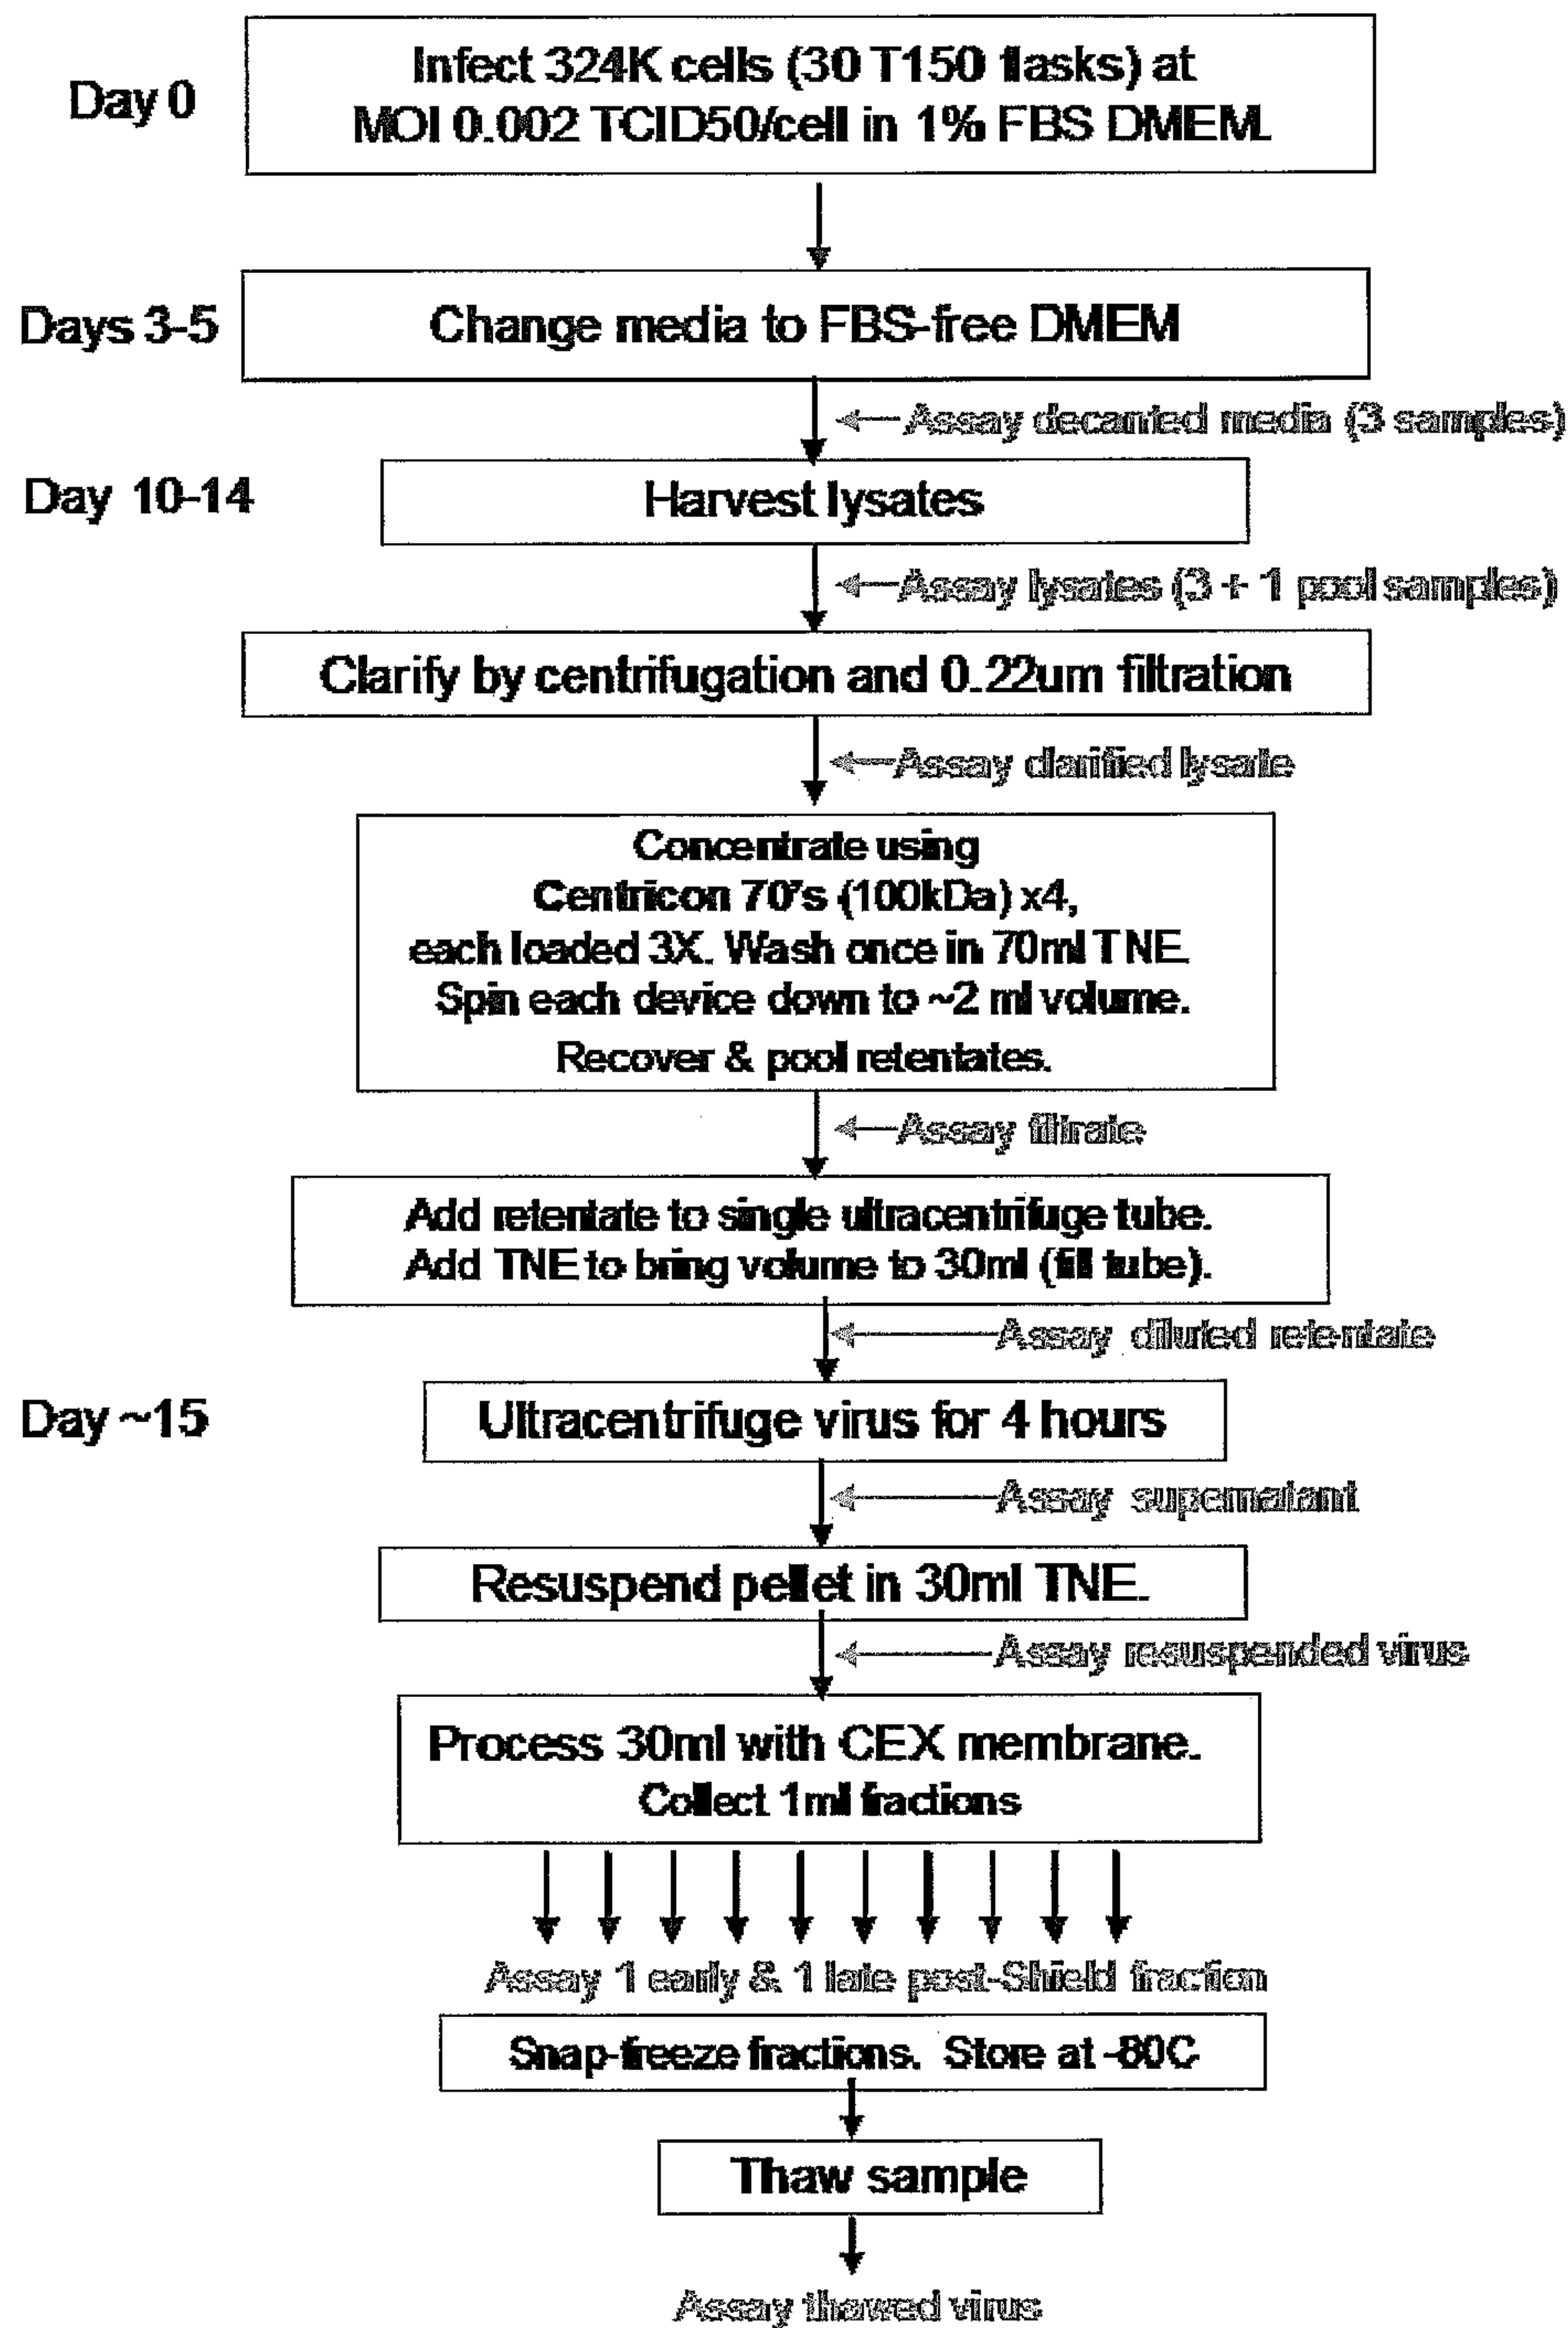 Day 0
Infect 324K cells (30 T150 flasks) at
MOI 0.002 TCID50/cell in 1% FBS DMEM.
Days 3-5
Change media to FBS-free DMEM
Assay decanted media (3 samples)
Day 10-14
Harvest lysates
Assay lysates (3 + 1 pool samples)
Clarify by centrifugation and 0.22um filtration
Assay clarified lysate
Concentrate using
Centricon 70's (100kDa) x4,
each loaded 3X. Wash once in 70ml TNE
Spin each device down to ~2 ml volume.
Recover & pool retentates.
Assay filtrate
Add retentate to single ultracentrifuge tube.
Add TNE to bring volume to 30ml (fill tube).
Assay diluted retentate
Day ~15
Ultracentrifuge virus for 4 hours
Assay supernatant
Resuspend pellet in 30ml TNE.
Assay resuspended virus
Process 30ml with CEX membrane.
Collect 1ml fractions
Assay 1 early & 1 late post-Shield fraction
Snap-freeze fractions. Store at -80C
Thaw sample
Assay thawed virus